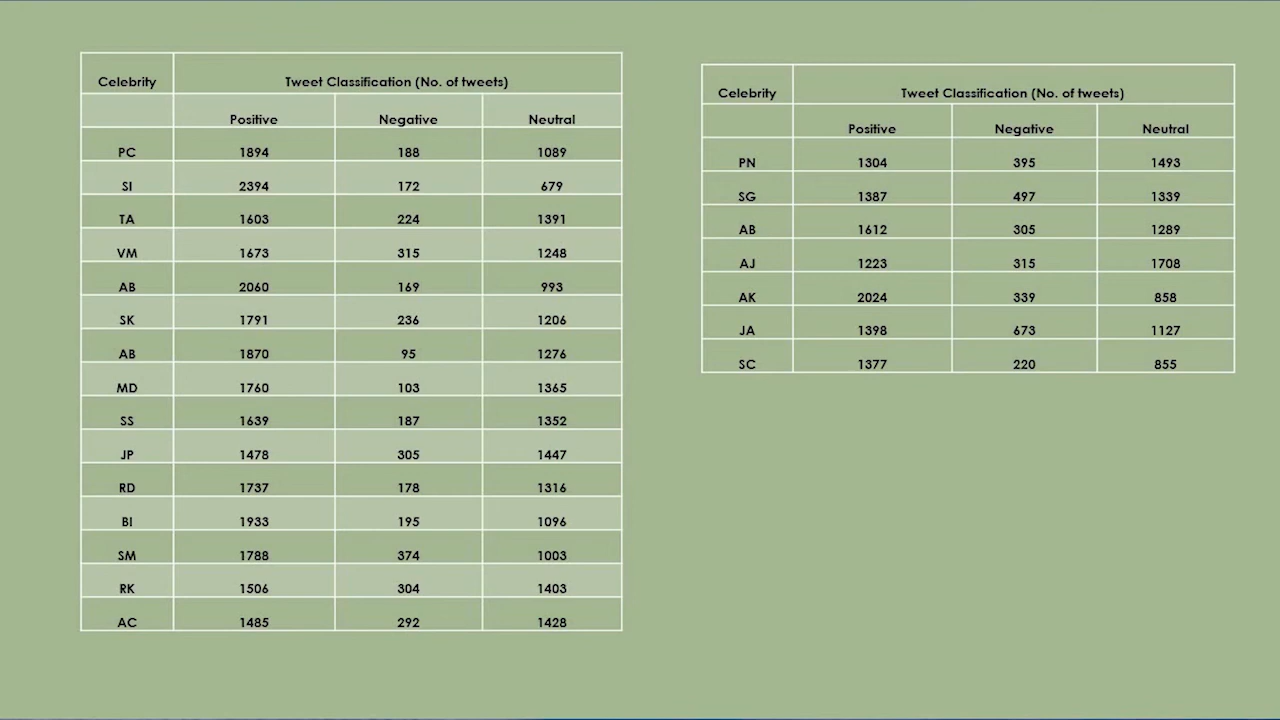 Celebrity Tweet Classification (No. of tweets)
Positive Negative Neutral
PC 1894 188 1089
SI 2394 172 679
TA 1603 224 1391
VM 1673 315 1248
AB 2060 169 993
SK 1791 236 1206
AB 1870 95 1276
MD 1760 103 1365
SS 1639 187 1352
JP 1478 305 1447
RD 1737 178 1316
BI 1933 195 1096
SM 1788 374 1003
RK 1506 304 1403
AC 1485 292 1428
Celebrity Tweet Classification (No. of tweets)
Positive Negative Neutral
PN 1304 395 1493
SG 1387 497 1339
AB 1612 305 1289
AJ 1223 315 1708
AK 2024 339 858
JA 1398 673 1127
SC 1377 220 855